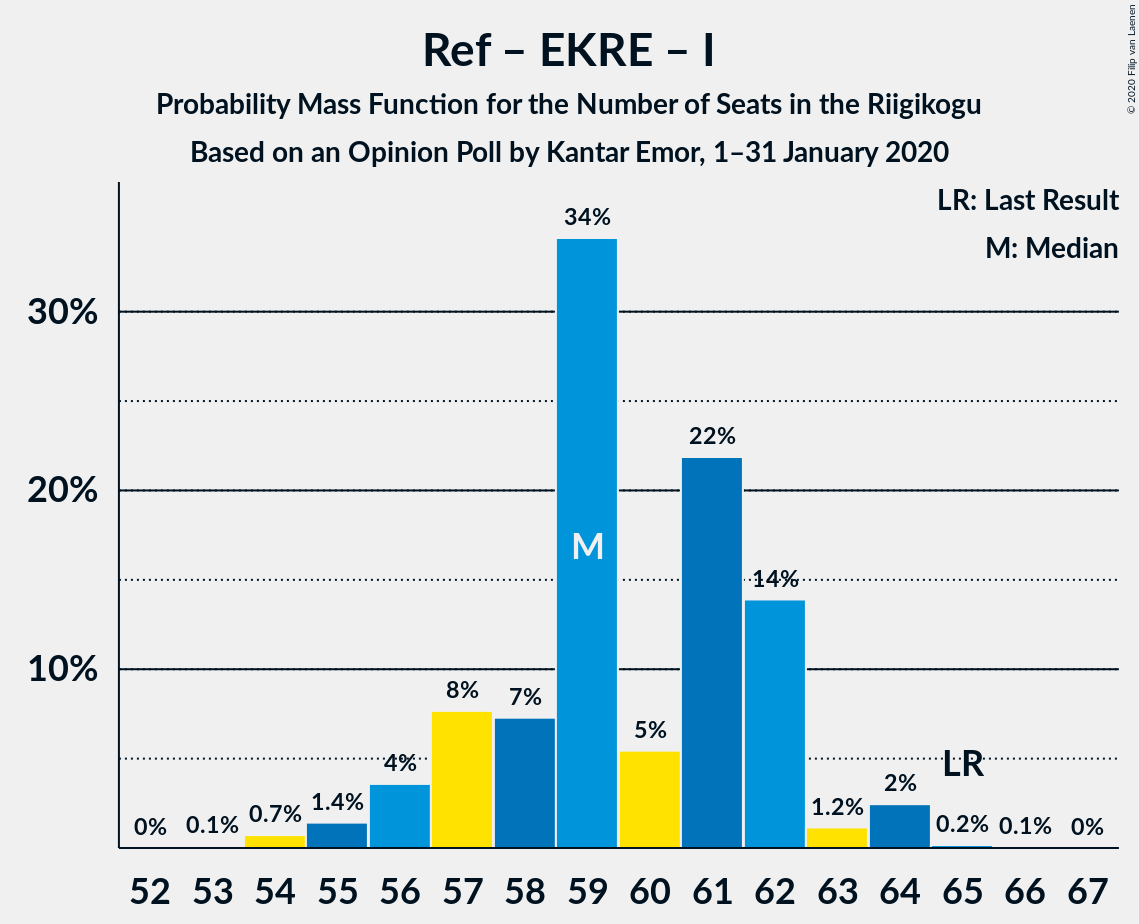 Ref – EKRE – I
Probability Mass Function for the Number of Seats in the Riigikogu
Based on an Opinion Poll by Kantar Emor, 1–31 January 2020
© 2020 Filip van Laenen
LR: Last Result
M: Median
30%
20%
10%
0%
0.1%
0.7%
1.4%
4%
8%
7%
34%
M
5%
22%
14%
1.2%
2%
LR
0.2%
0.1%
0%
52 53 54 55 56 57 58 59 60 61 62 63 64 65 66 67